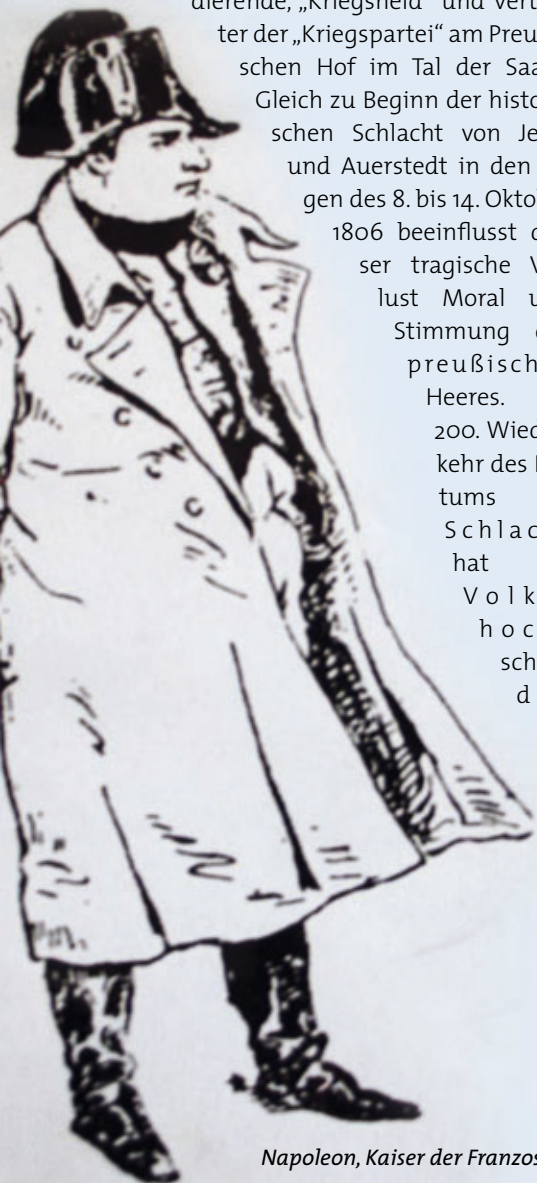 dierende, „Kriegsheld“ und Vert
ter der „Kriegspartei“ am Preu
schen Hof im Tal der Saa
Gleich zu Beginn der histo
schen Schlacht von Je
und Auerstedt in den
gen des 8. bis 14. Oktob
1806 beeinflusst d
ser tragische V
lust Moral u
Stimmung
preußisch
Heeres.
200. Wied
kehr des
tums
Schlac
hat
Volk
hoc
sch
d
Napoleon, Kaiser der Franzos